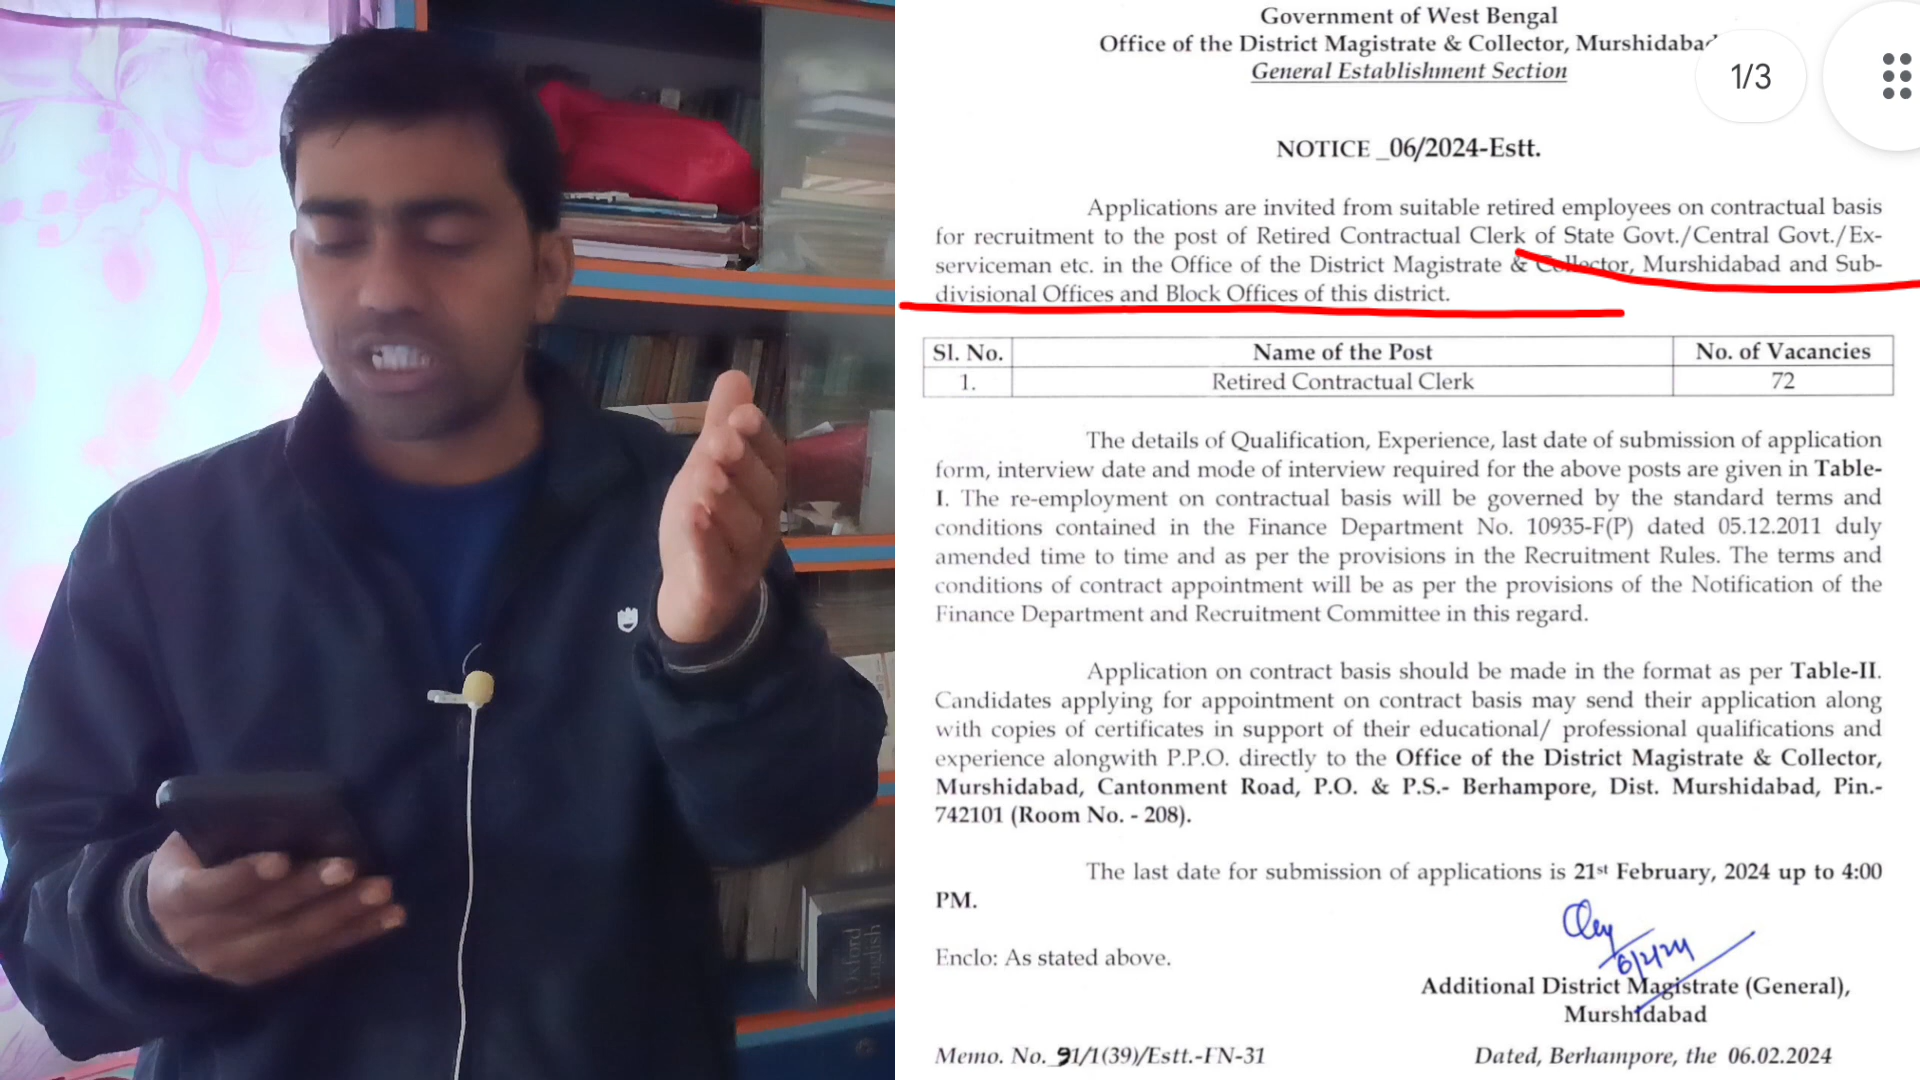 Government of West Bengal
Office of the District Magistrate & Collector, Murshidabad
General Establishment Section
1/3
NOTICE _06/2024-Estt.
Applications are invited from suitable retired employees on contractual basis
for recruitment to the post of Retired Contractual Clerk of State Govt./Central Govt./Ex-
serviceman etc. in the Office of the District Magistrate & Collector, Murshidabad and Sub-
divisional Offices and Block Offices of this district.
Sl. No. Name of the Post No. of Vacancies
1. Retired Contractual Clerk 72
The details of Qualification, Experience, last date of submission of application
form, interview date and mode of interview required for the above posts are given in Table-
I. The re-employment on contractual basis will be governed by the standard terms and
conditions contained in the Finance Department No. 10935-F(P) dated 05.12.2011 duly
amended time to time and as per the provisions in the Recruitment Rules. The terms and
conditions of contract appointment will be as per the provisions of the Notification of the
Finance Department and Recruitment Committee in this regard.
Application on contract basis should be made in the format as per Table-II.
Candidates applying for appointment on contract basis may send their application along
with copies of certificates in support of their educational/ professional qualifications and
experience alongwith P.P.O. directly to the Office of the District Magistrate & Collector,
Murshidabad, Cantonment Road, P.O. & P.S.- Berhampore, Dist. Murshidabad, Pin.-
742101 (Room No. - 208).
The last date for submission of applications is 21st February, 2024 up to 4:00
PM.
Enclo: As stated above.
6/2/24
Additional District Magistrate (General),
Murshidabad
Memo. No. 91/1(39)/Estt.-FN-31 Dated, Berhampore, the 06.02.2024
Oxford
English